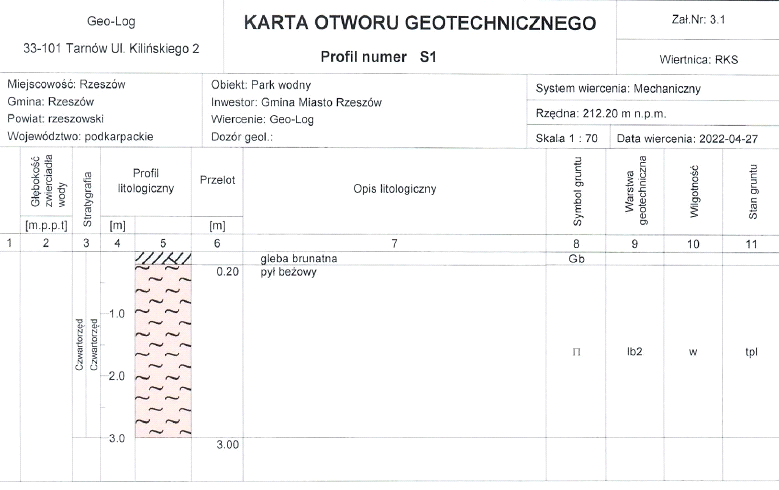 Geo-Log
33-101 Tarnów Ul. Kilińskiego 2
KARTA OTWORU GEOTECHNICZNEGO
Profil numer S1
Zał.Nr: 3.1
Wiertnica: RKS
Miejscowość: Rzeszów
Gmina: Rzeszów
Powiat: rzeszowski
Województwo: podkarpackie
Obiekt: Park wodny
Inwestor: Gmina Miasto Rzeszów
Wiercenie: Geo-Log
Dozór geol.:
System wiercenia: Mechaniczny
Rzędna: 212.20 m n.p.m.
Skala 1 : 70 Data wiercenia: 2022-04-27
Głębokość
zwierciadła
wody
[m.p.p.t]
Stratygrafia
Profil
litologiczny
[m]
Przelot
[m]
Opis litologiczny
Symbol gruntu
Warstwa
geotechniczna
Wilgotność
Stan gruntu
1 2 3 4 5 6 7 8 9 10 11
gleba brunatna Gb
0.20 pył beżowy
Czwartorzęd
Czwartorzęd
1.0
2.0
3.0
Π Ib2 w tpl
3.00